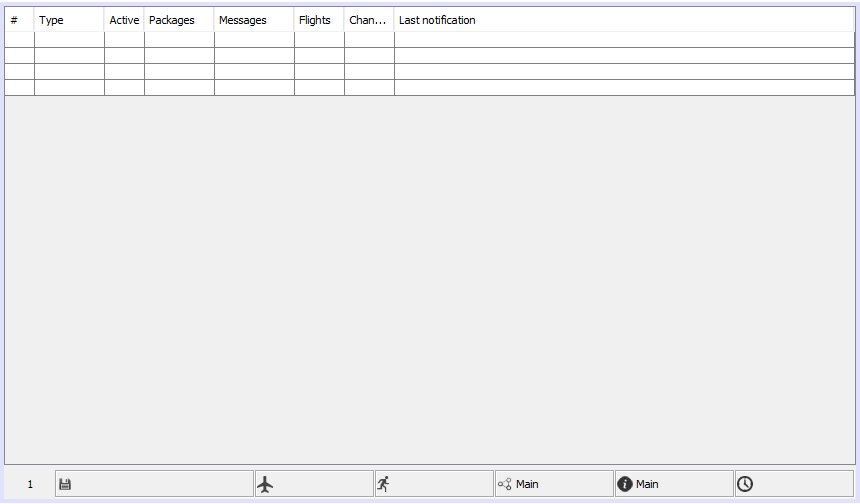 # Type Active Packages Messages Flights Chan... Last notification
1 Main Main